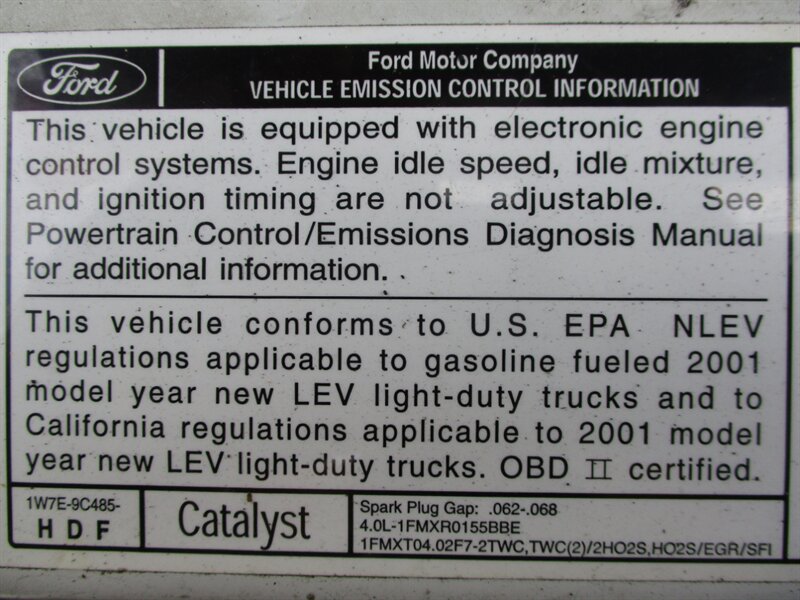 Ford
Ford Motor Company
VEHICLE EMISSION CONTROL INFORMATION
This vehicle is equipped with electronic engine
control systems. Engine idle speed, idle mixture,
and ignition timing are not adjustable. See
Powertrain Control/Emissions Diagnosis Manual
for additional information.
This vehicle conforms to U.S. EPA NLEV
regulations applicable to gasoline fueled 2001
model year new LEV light-duty trucks and to
California regulations applicable to 2001 model
year new LEV light-duty trucks. OBD II certified.
1W7E-9C485-
HDF
Catalyst
Spark Plug Gap: .062-.068
4.0L-1FMXR0155BBE
1FMXT04.02F7-2TWC,TWC(2)/2HO2S,HO2S/EGR/SFI